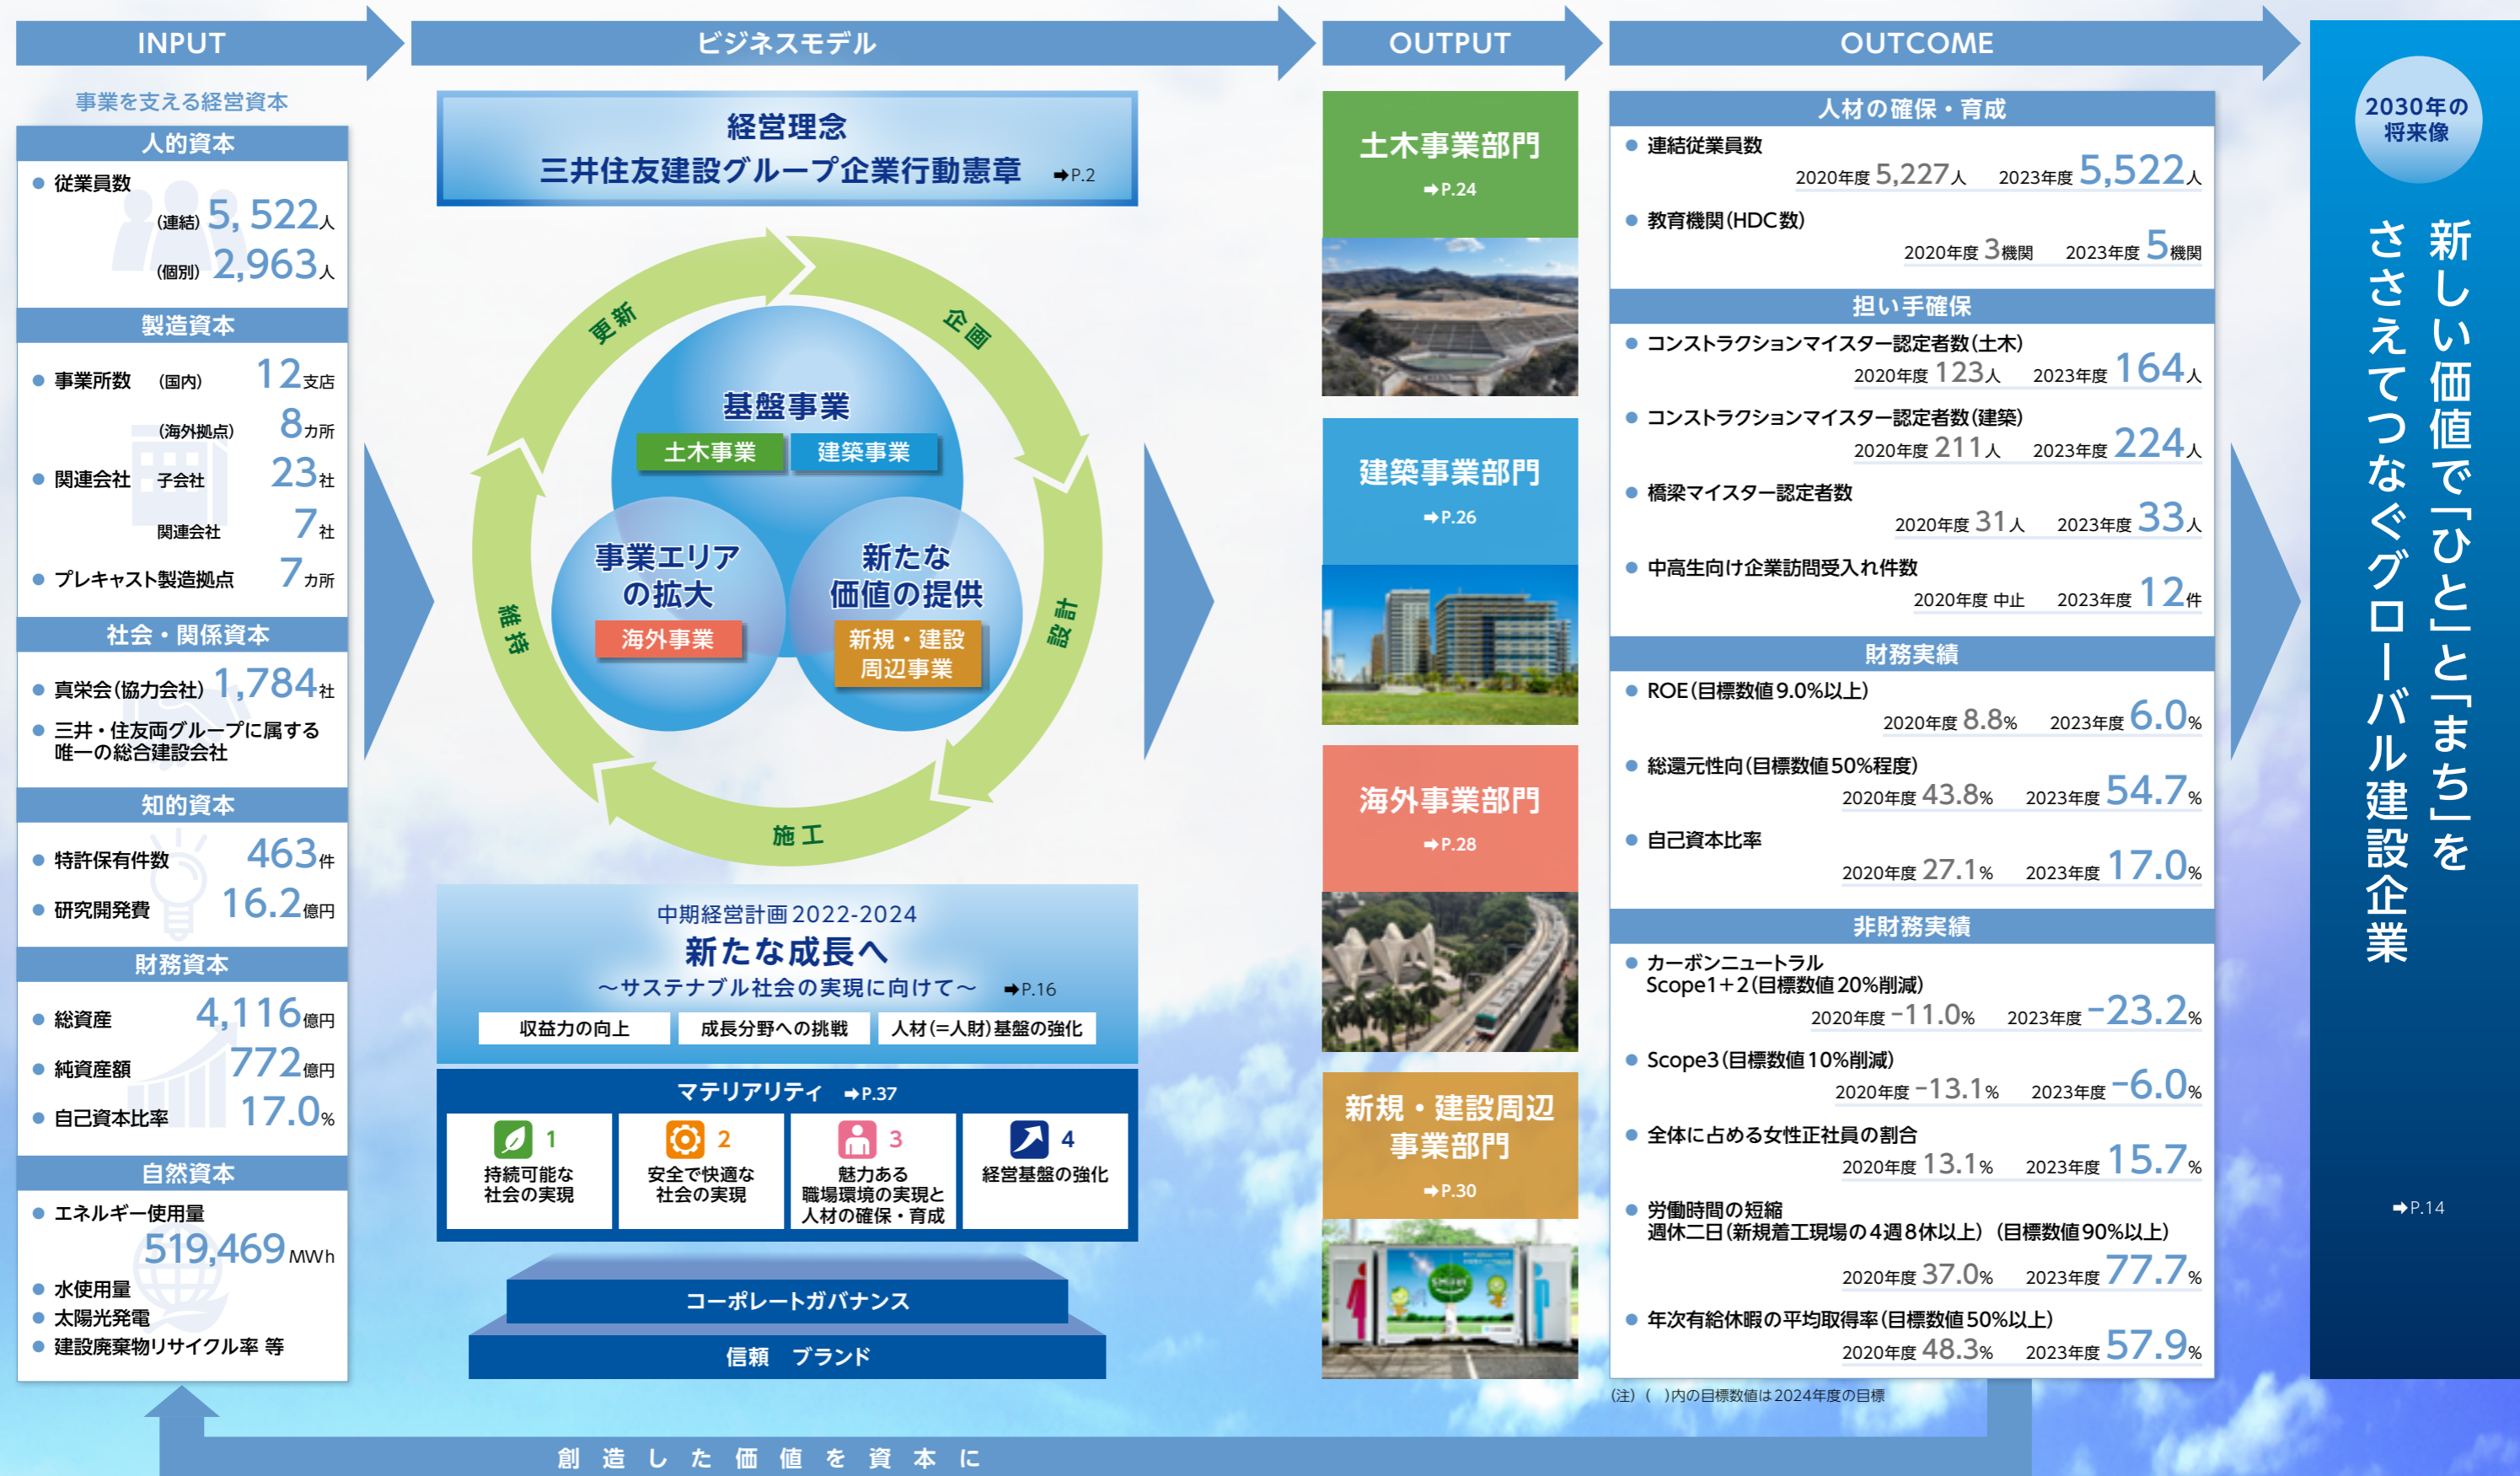 INPUT
ビジネスモデル
OUTPUT
OUTCOME
事業を支える経営資本
人的資本
● 従業員数
(連結) 5,522人
(個別) 2,963人
製造資本
● 事業所数 (国内) 12支店
(海外拠点) 8カ所
● 関連会社 子会社 23社
関連会社 7社
● プレキャスト製造拠点 7カ所
社会・関係資本
● 真栄会(協力会社) 1,784社
● 三井・住友両グループに属する
唯一の総合建設会社
知的資本
● 特許保有件数 463件
● 研究開発費 16.2億円
財務資本
● 総資産 4,116億円
● 純資産額 772億円
● 自己資本比率 17.0%
自然資本
● エネルギー使用量
519,469MWh
● 水使用量
● 太陽光発電
● 建設廃棄物リサイクル率 等
経営理念
三井住友建設グループ企業行動憲章 ➡P.2
更新
企画
設計
施工
維持
基盤事業
土木事業 建築事業
事業エリア
の拡大
海外事業
新たな
価値の提供
新規・建設
周辺事業
中期経営計画2022-2024
新たな成長へ
～サステナブル社会の実現に向けて～ ➡P.16
収益力の向上 成長分野への挑戦 人材(=人財)基盤の強化
マテリアリティ ➡P.37
1
持続可能な
社会の実現
2
安全で快適な
社会の実現
3
魅力ある
職場環境の実現と
人材の確保・育成
4
経営基盤の強化
コーポレートガバナンス
信頼 ブランド
土木事業部門
➡P.24
建築事業部門
➡P.26
海外事業部門
➡P.28
新規・建設周辺
事業部門
➡P.30
人材の確保・育成
● 連結従業員数
2020年度 5,227人 2023年度 5,522人
● 教育機関(HDC数)
2020年度 3機関 2023年度 5機関
担い手確保
● コンストラクションマイスター認定者数(土木)
2020年度 123人 2023年度 164人
● コンストラクションマイスター認定者数(建築)
2020年度 211人 2023年度 224人
● 橋梁マイスター認定者数
2020年度 31人 2023年度 33人
● 中高生向け企業訪問受入れ件数
2020年度 中止 2023年度 12件
財務実績
● ROE(目標数値9.0%以上)
2020年度 8.8% 2023年度 6.0%
● 総還元性向(目標数値50%程度)
2020年度 43.8% 2023年度 54.7%
● 自己資本比率
2020年度 27.1% 2023年度 17.0%
非財務実績
● カーボンニュートラル
Scope1+2(目標数値20%削減)
2020年度 -11.0% 2023年度 -23.2%
● Scope3(目標数値10%削減)
2020年度 -13.1% 2023年度 -6.0%
● 全体に占める女性正社員の割合
2020年度 13.1% 2023年度 15.7%
● 労働時間の短縮
週休二日(新規着工現場の4週8休以上) (目標数値90%以上)
2020年度 37.0% 2023年度 77.7%
● 年次有給休暇の平均取得率(目標数値50%以上)
2020年度 48.3% 2023年度 57.9%
(注) ( )内の目標数値は2024年度の目標
2030年の
将来像
新しい価値で「ひと」と「まち」を
ささえてつなぐグローバル建設企業
➡P.14
創造した価値を資本に